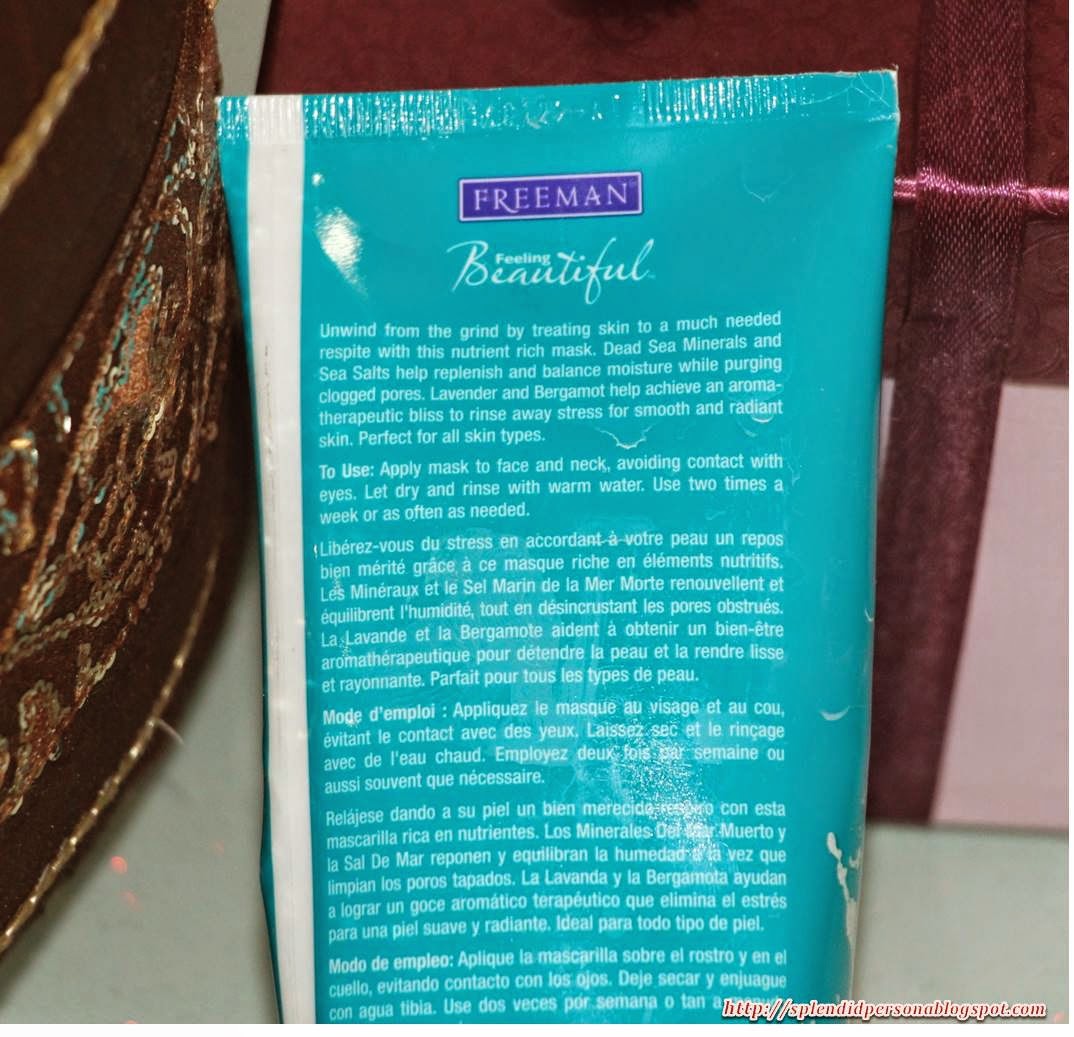 FREEMAN
Feeling
Beautiful
Unwind from the grind by treating skin to a much needed
respite with this nutrient rich mask. Dead Sea Minerals and
Sea Salts help replenish and balance moisture while purging
clogged pores. Lavender and Bergamot help achieve an aroma-
therapeutic bliss to rinse away stress for smooth and radiant
skin. Perfect for all skin types.
To Use: Apply mask to face and neck, avoiding contact with
eyes. Let dry and rinse with warm water. Use two times a
week or as often as needed.
Libérez-vous du stress en accordant à votre peau un repos
bien mérité grâce à ce masque riche en éléments nutritifs.
Les Minéraux et le Sel Marin de la Mer Morte renouvellent et
équilibrent l'humidité, tout en désincrustant les pores obstrués.
La Lavande et la Bergamote aident à obtenir un bien-être
aromathérapeutique pour détendre la peau et la rendre lisse
et rayonnante. Parfait pour tous les types de peau.
Mode d'emploi : Appliquez le masque au visage et au cou,
évitant le contact avec des yeux. Laissez sec et le rinçage
avec de l'eau chaud. Employez deux fois par semaine ou
aussi souvent que nécessaire.
Relájese dando a su piel un bien merecido respiro con esta
mascarilla rica en nutrientes. Los Minerales Del Mar Muerto y
la Sal De Mar reponen y equilibran la humedad a la vez que
limpian los poros tapados. La Lavanda y la Bergamota ayudan
a lograr un goce aromático terapéutico que elimina el estrés
para una piel suave y radiante. Ideal para todo tipo de piel.
Modo de empleo: Aplique la mascarilla sobre el rostro y en el
cuello, evitando contacto con los ojos. Deje secar y enjuague
con agua tibia. Use dos veces por semana o tan a
http://splendidpersonablogspot.com